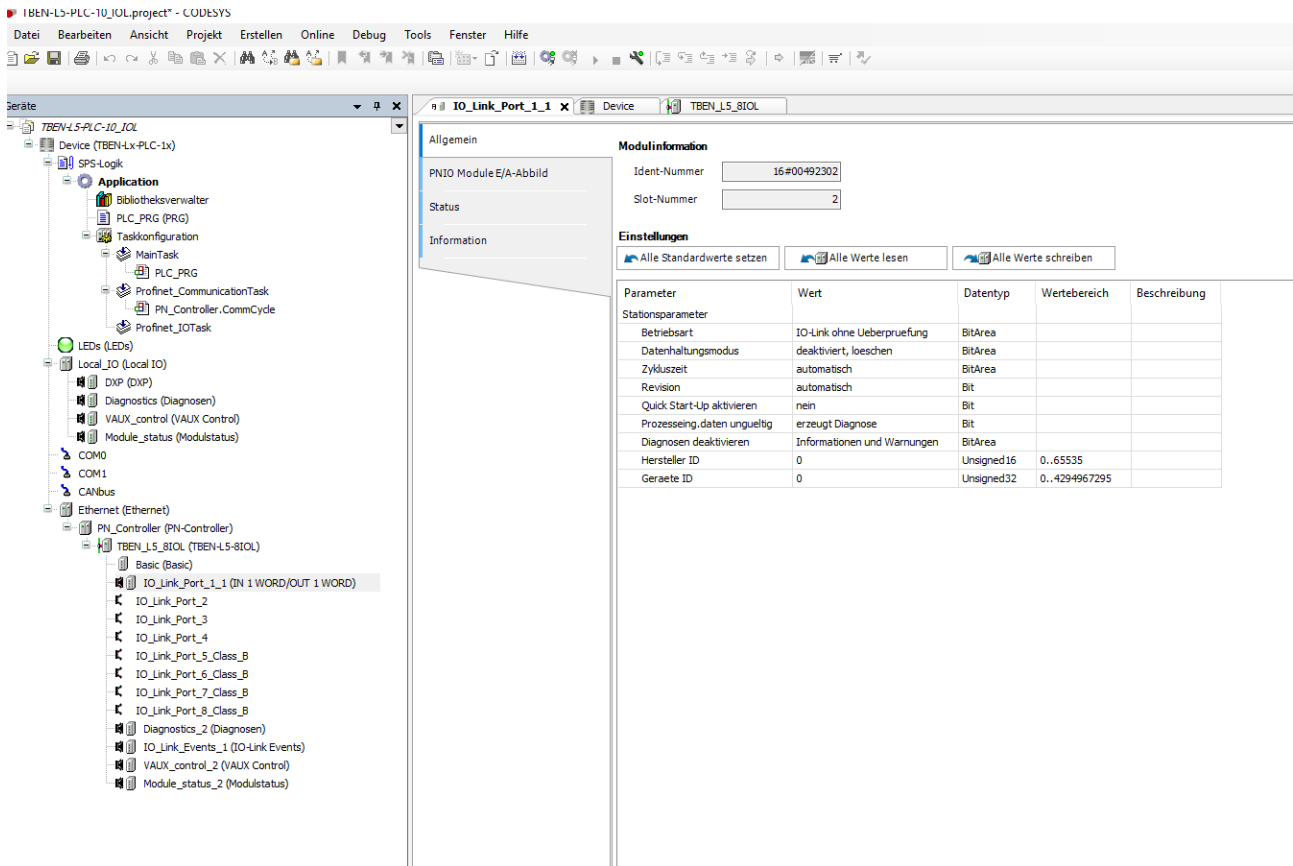 TBEN-L5-PLC-10_IOL.project* - CODESYS
Datei Bearbeiten Ansicht Projekt Erstellen Online Debug Tools Fenster Hilfe
Geräte
TBEN-L5-PLC-10_IOL
Device (TBEN-Lx-PLC-1x)
SPS-Logik
Application
Bibliotheksverwalter
PLC_PRG (PRG)
Taskkonfiguration
MainTask
PLC_PRG
Profinet_CommunicationTask
PN_Controller.CommCycle
Profinet_IOTask
LEDs (LEDs)
Local_IO (Local IO)
DXP (DXP)
Diagnostics (Diagnosen)
VAUX_control (VAUX Control)
Module_status (Modulstatus)
COM0
COM1
CANbus
Ethernet (Ethernet)
PN_Controller (PN-Controller)
TBEN_L5_8IOL (TBEN-L5-8IOL)
Basic (Basic)
IO_Link_Port_1_1 (IN 1 WORD/OUT 1 WORD)
IO_Link_Port_2
IO_Link_Port_3
IO_Link_Port_4
IO_Link_Port_5_Class_B
IO_Link_Port_6_Class_B
IO_Link_Port_7_Class_B
IO_Link_Port_8_Class_B
Diagnostics_2 (Diagnosen)
IO_Link_Events_1 (IO-Link Events)
VAUX_control_2 (VAUX Control)
Module_status_2 (Modulstatus)
IO_Link_Port_1_1 Device TBEN_L5_8IOL
Allgemein
PNIO Module E/A-Abbild
Status
Information
Modulinformation
Ident-Nummer 16#00492302
Slot-Nummer 2
Einstellungen
Alle Standardwerte setzen Alle Werte lesen Alle Werte schreiben
Parameter Wert Datentyp Wertebereich Beschreibung
Stationsparameter
Betriebsart IO-Link ohne Ueberpruefung BitArea
Datenhaltungsmodus deaktiviert, loeschen BitArea
Zykluszeit automatisch BitArea
Revision automatisch Bit
Quick Start-Up aktivieren nein Bit
Prozesseing.daten ungueltig erzeugt Diagnose Bit
Diagnosen deaktivieren Informationen und Warnungen BitArea
Hersteller ID 0 Unsigned16 0..65535
Geraete ID 0 Unsigned32 0..4294967295